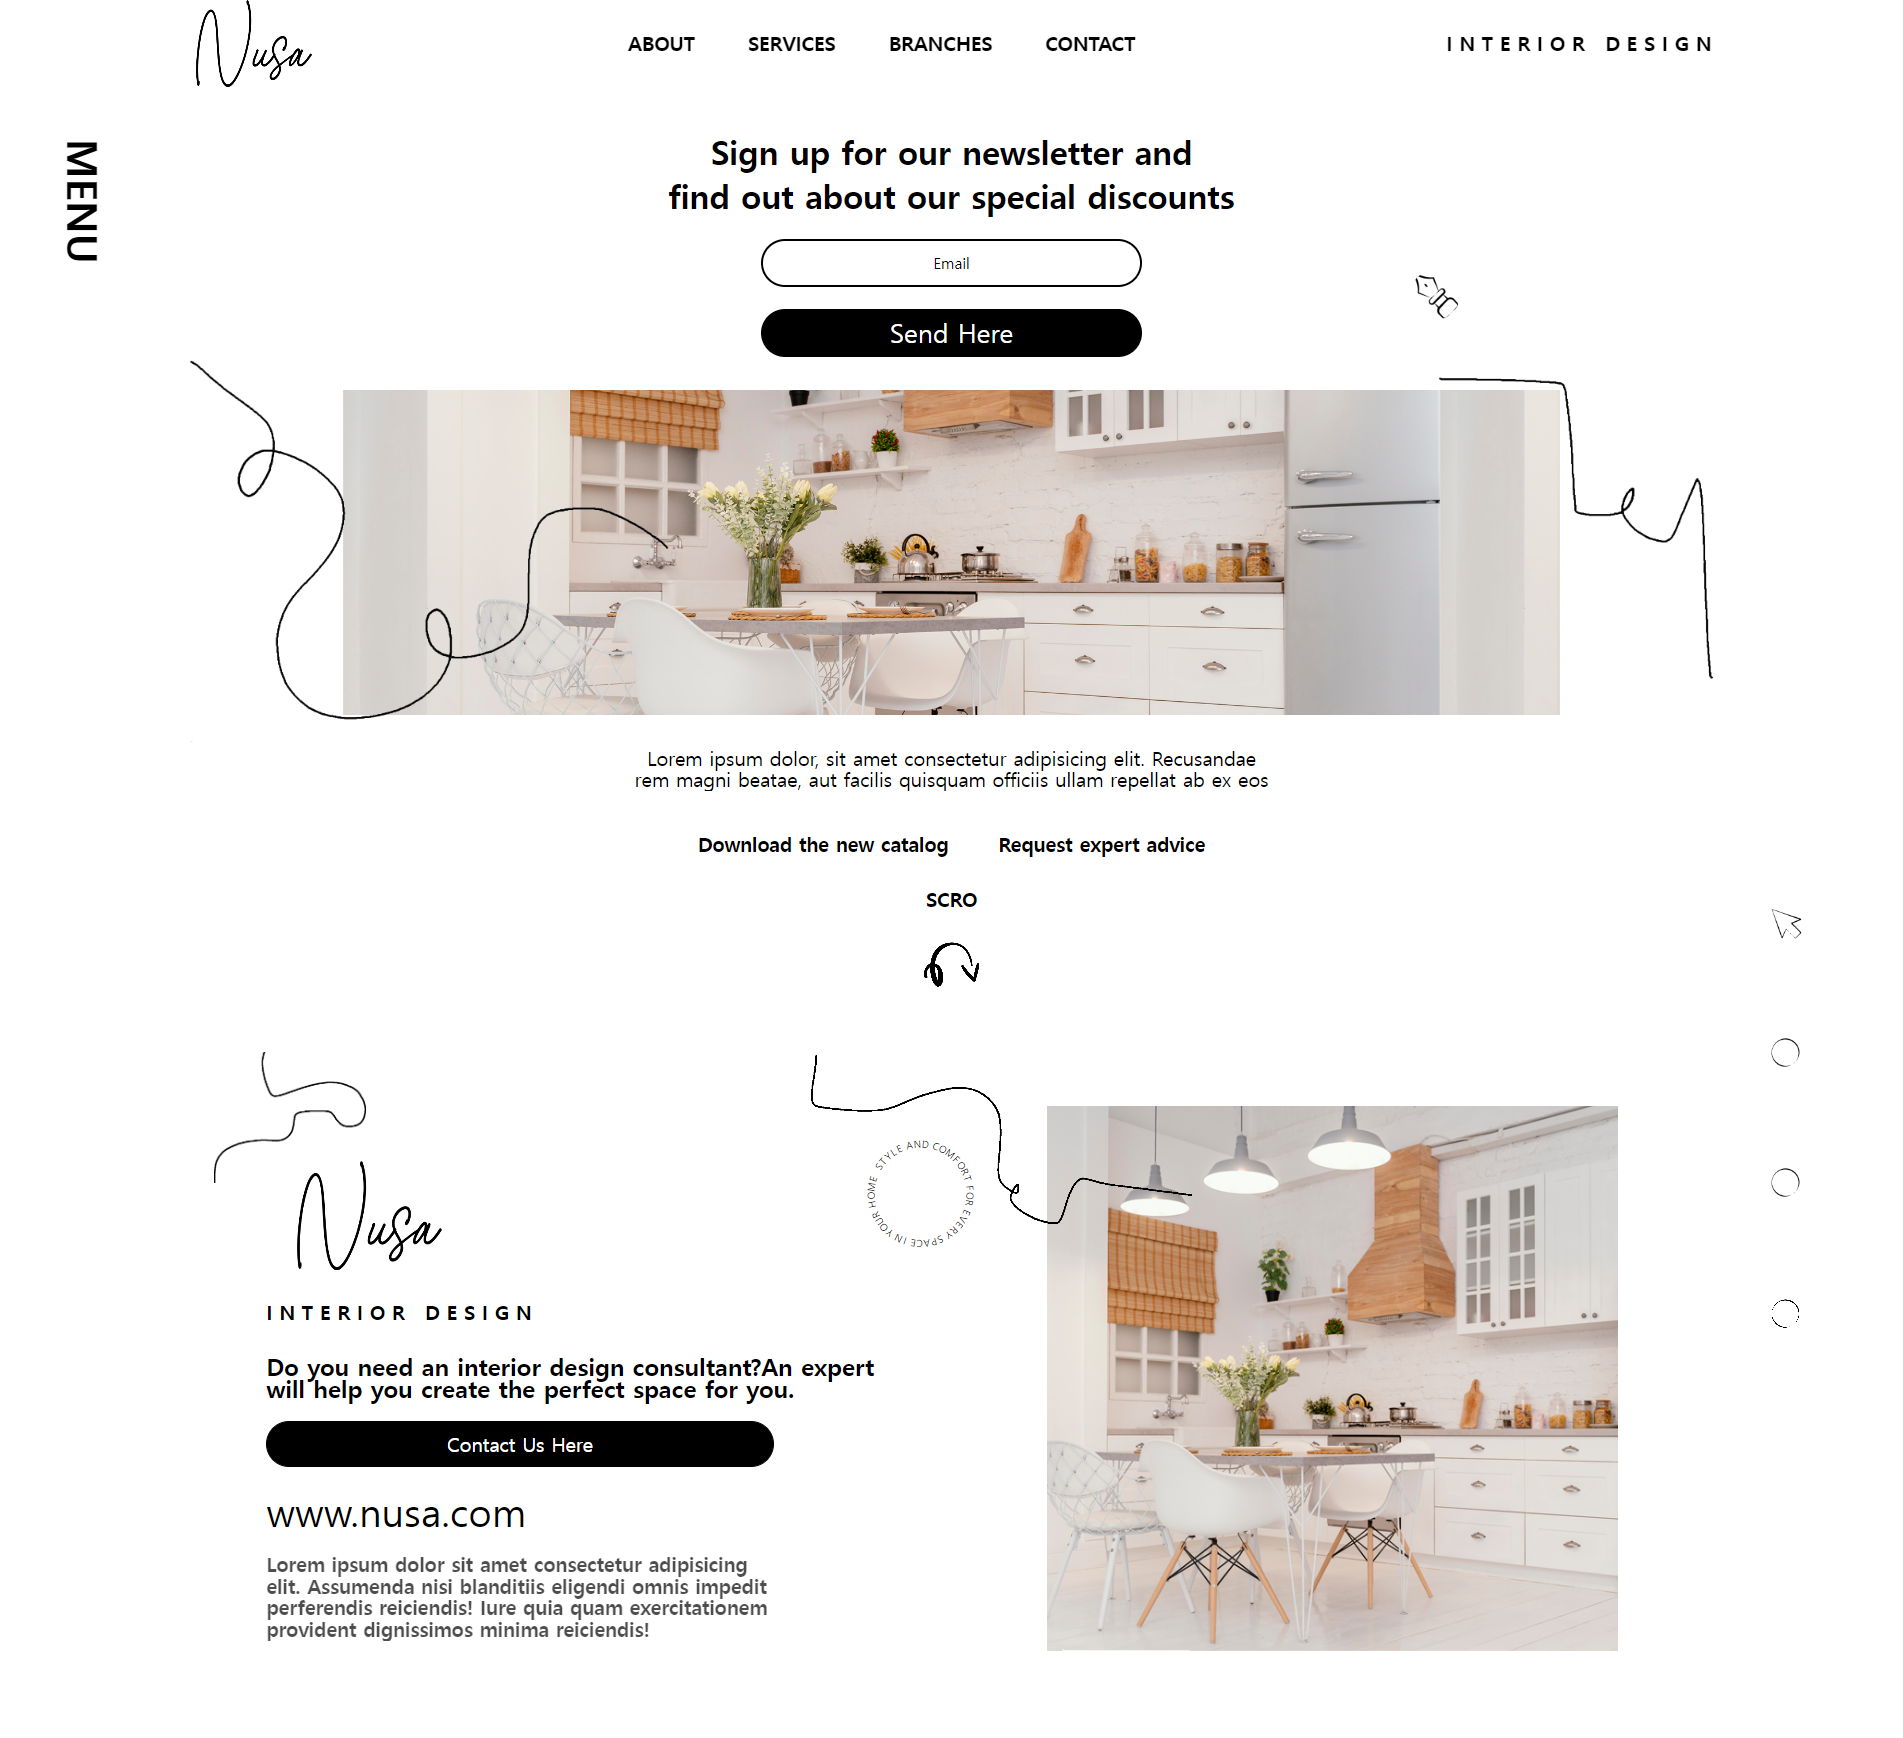 Nusa
ABOUT SERVICES BRANCHES CONTACT
INTERIOR DESIGN
MENU
Sign up for our newsletter and
find out about our special discounts
Email
Send Here
Lorem ipsum dolor, sit amet consectetur adipisicing elit. Recusandae
rem magni beatae, aut facilis quisquam officiis ullam repellat ab ex eos
Download the new catalog Request expert advice
SCRO
STYLE AND COMFORT FOR EVERY SPACE IN YOUR HOME
Nusa
INTERIOR DESIGN
Do you need an interior design consultant?An expert
will help you create the perfect space for you.
Contact Us Here
www.nusa.com
Lorem ipsum dolor sit amet consectetur adipisicing
elit. Assumenda nisi blanditiis eligendi omnis impedit
perferendis reiciendis! Iure quia quam exercitationem
provident dignissimos minima reiciendis!